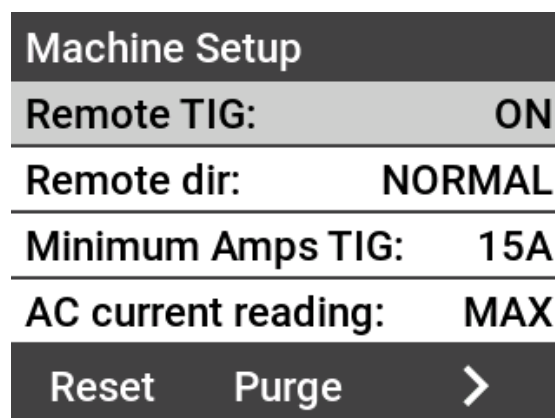 Machine Setup
Remote TIG: ON
Remote dir: NORMAL
Minimum Amps TIG: 15A
AC current reading: MAX
Reset Purge >